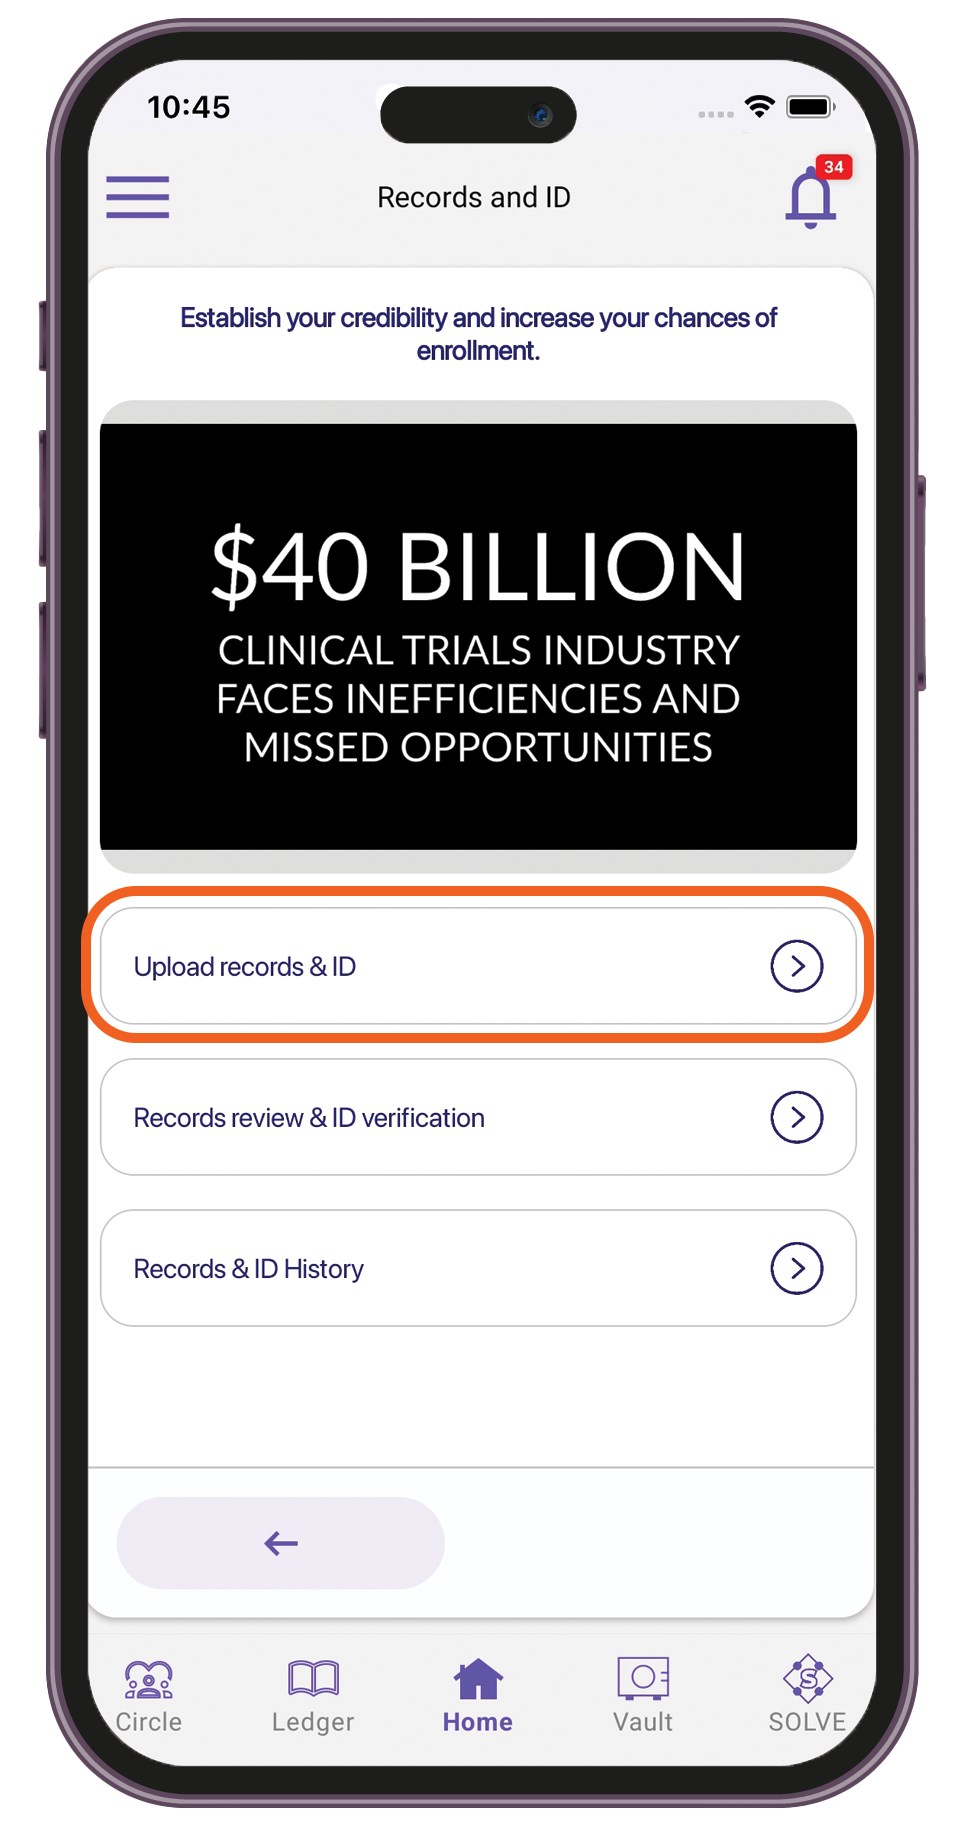 10:45
Records and ID
34
Establish your credibility and increase your chances of
enrollment.
$40 BILLION
CLINICAL TRIALS INDUSTRY
FACES INEFFICIENCIES AND
MISSED OPPORTUNITIES
Upload records & ID
Records review & ID verification
Records & ID History
Circle
Ledger
Home
Vault
S
SOLVE